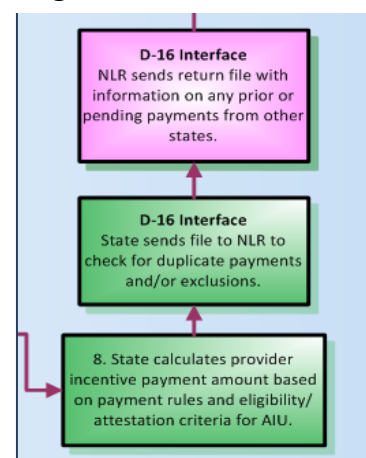 D-16 Interface
NLR sends return file with
information on any prior or
pending payments from other
states.
D-16 Interface
State sends file to NLR to
check for duplicate payments
and/or exclusions.
8. State calculates provider
incentive payment amount based
on payment rules and eligibility/
attestation criteria for AIU.